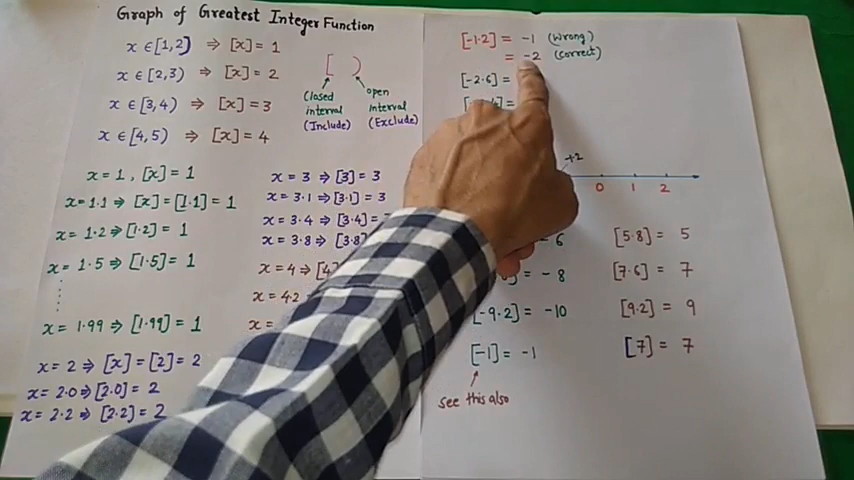 Graph of Greatest Integer Function
x ∈ [1,2) ⇒ [x] = 1
x ∈ [2,3) ⇒ [x] = 2
x ∈ [3,4) ⇒ [x] = 3
x ∈ [4,5) ⇒ [x] = 4
[ )
closed interval (Include)
open interval (Exclude)
x = 1 , [x] = 1
x = 1.1 ⇒ [x] = [1.1] = 1
x = 1.2 ⇒ [1.2] = 1
x = 1.5 ⇒ [1.5] = 1
x = 1.99 ⇒ [1.99] = 1
x = 2 ⇒ [x] = [2] = 2
x = 2.0 ⇒ [2.0] = 2
x = 2.2 ⇒ [2.2] = 2
x = 3 ⇒ [3] = 3
x = 3.1 ⇒ [3.1] = 3
x = 3.4 ⇒ [3.4] =
x = 3.8 ⇒ [3.8]
x = 4 ⇒ [4]
x = 4.2
x =
[-1.2] = -1 (Wrong)
= -2 (correct)
[-2.6] =
0 1 2
- 6
= - 8
[-9.2] = -10
[-1] = -1
see this also
[5.8] = 5
[7.6] = 7
[9.2] = 9
[7] = 7